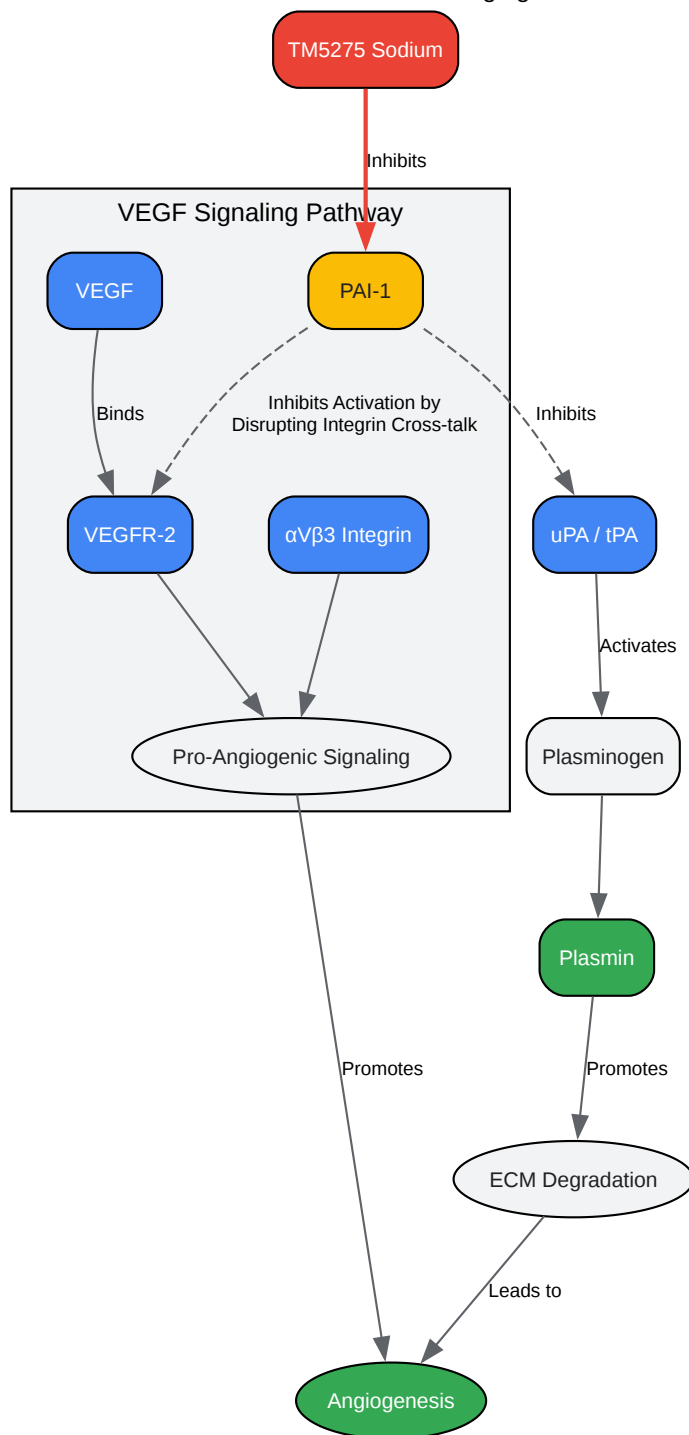 TM5275 Sodium
Inhibits
VEGF Signaling Pathway
VEGF
PAI-1
Binds
Inhibits Activation by
Disrupting Integrin Cross-talk
Inhibits
VEGFR-2
αVβ3 Integrin
uPA / tPA
Activates
Pro-Angiogenic Signaling
Plasminogen
Plasmin
Promotes
Promotes
ECM Degradation
Leads to
Angiogenesis